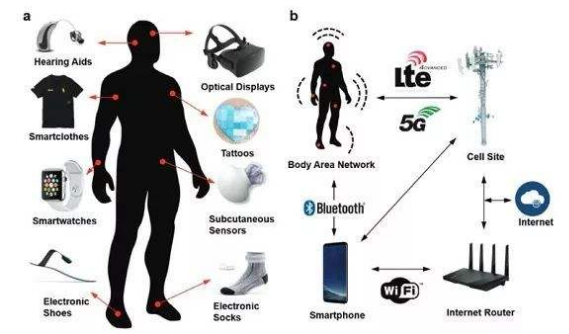 a
Hearing Aids
Optical Displays
Smartclothes
Tattoos
Smartwatches
Subcutaneous
Sensors
Electronic
Shoes
Electronic
Socks
b
Lte
ADVANCED
5G
Body Area Network
Cell Site
Bluetooth
Internet
Smartphone
WiFi
Internet Router